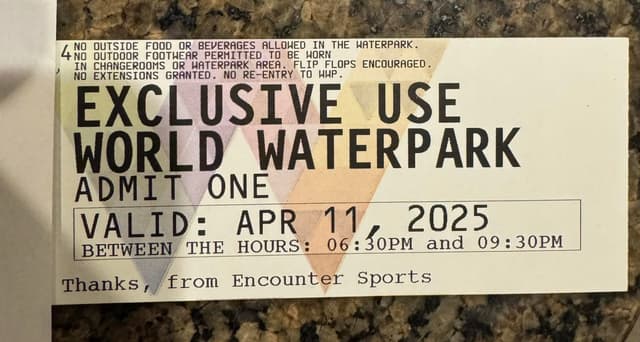 4 NO OUTSIDE FOOD OR BEVERAGES ALLOWED IN THE WATERPARK.
NO OUTDOOR FOOTWEAR PERMITTED TO BE WORN
IN CHANGEROOMS OR WATERPARK AREA. FLIP FLOPS ENCOURAGED.
NO EXTENSIONS GRANTED. NO RE-ENTRY TO WWP.
EXCLUSIVE USE
WORLD WATERPARK
ADMIT ONE
VALID: APR 11, 2025
BETWEEN THE HOURS: 06:30PM and 09:30PM
Thanks, from Encounter Sports